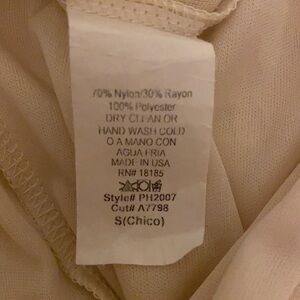 70% Nylon/30% Rayon
100% Polyester
DRY CLEAN OR
HAND WASH COLD
O A MANO CON
AGUA FRIA
MADE IN USA
RN# 18185
Style# PH2007
Cut# A7798
S(Chico)